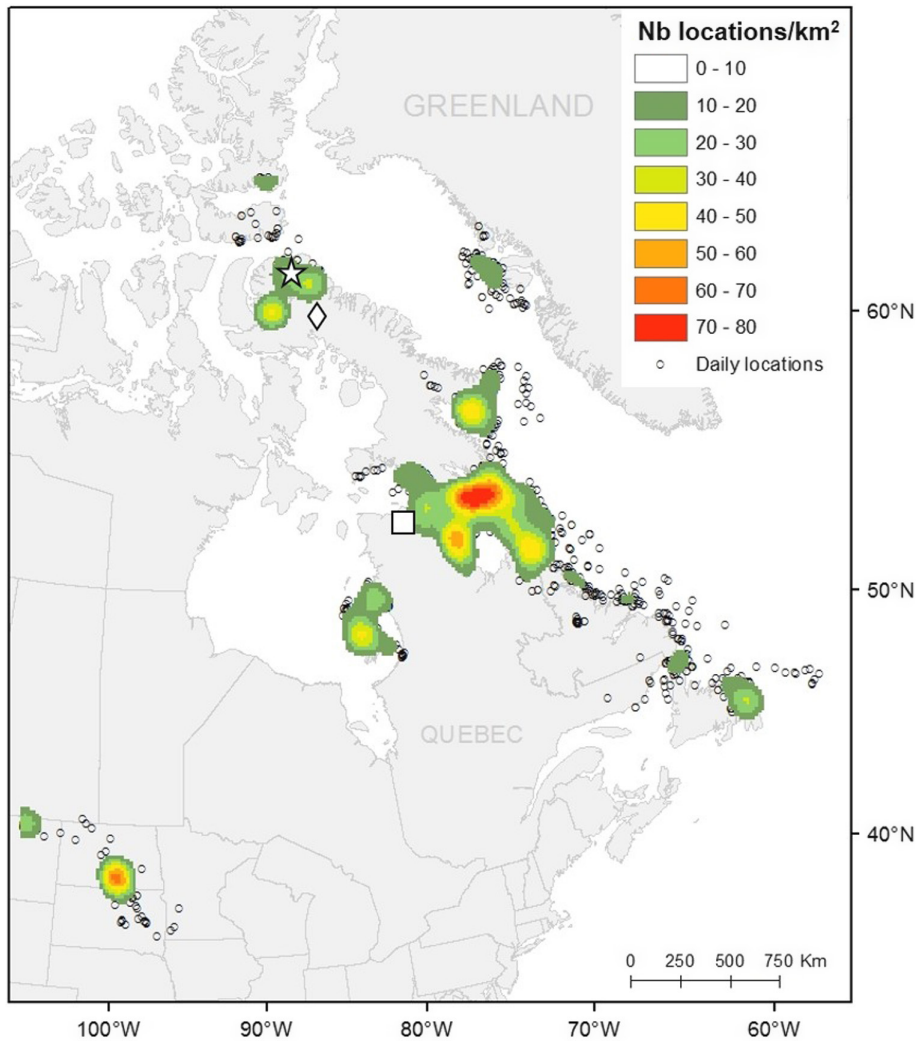 Nb locations/km²
0 - 10
10 - 20
20 - 30
30 - 40
40 - 50
50 - 60
60 - 70
70 - 80
Daily locations
GREENLAND
60°W
50°W
QUEBEC
40°W
0 250 500 750 Km
100°W 90°W 80°W 70°W 60°W